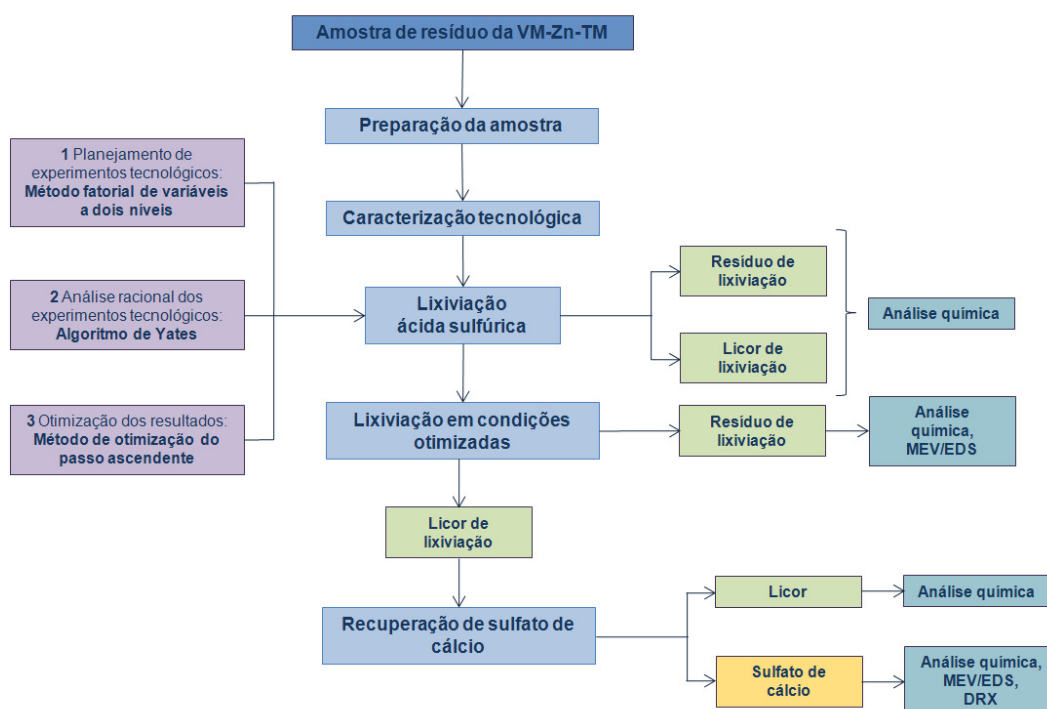 Amostra de resíduo da VM-Zn-TM
Preparação da amostra
1 Planejamento de
experimentos tecnológicos:
Método fatorial de variáveis
a dois níveis
Caracterização tecnológica
Resíduo de
lixiviação
2 Análise racional dos
experimentos tecnológicos:
Algoritmo de Yates
Lixiviação
ácida sulfúrica
Análise química
Licor de
lixiviação
3 Otimização dos resultados:
Método de otimização do
passo ascendente
Lixiviação em condições
otimizadas
Resíduo de
lixiviação
Análise
química,
MEV/EDS
Licor de
lixiviação
Recuperação de sulfato de
cálcio
Licor
Análise química
Sulfato de
cálcio
Análise química,
MEV/EDS,
DRX